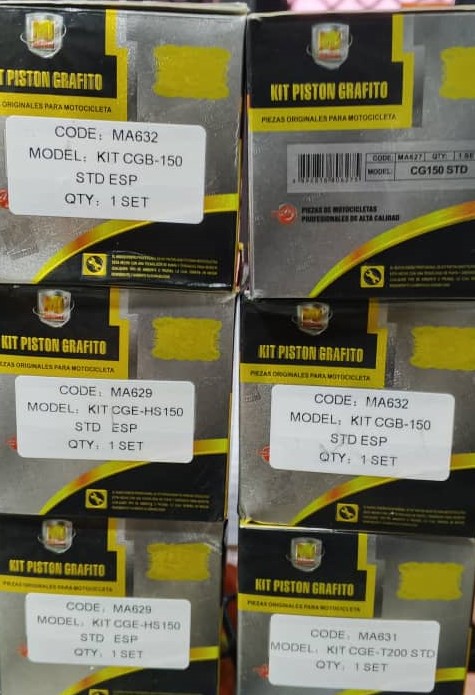 KIT PISTON GRAFITO
ORIGINALES PARA MOTOCICLETA
CODE: MA632
MODEL: KIT CGB-150
STD ESP
QTY: 1 SET
KIT PISTON GRAFITO
PIEZAS ORIGINALES PARA MOTOCICLETA
CODE: MA627 QTY: 1 SET
MODEL: CG150 STD
PIEZAS DE MOTOCICLETAS
PROFESIONALES DE ALTA CALIDAD
KIT PISTON GRAFITO
PIEZAS ORIGINALES PARA MOTOCICLETA
CODE: MA629
MODEL: KIT CGE-HS150
STD ESP
QTY: 1 SET
KIT PISTON GRAFITO
PIEZAS ORIGINALES PARA MOTOCICLETA
CODE: MA632
MODEL: KIT CGB-150
STD ESP
QTY: 1 SET
KIT PISTON GRAFITO
PIEZAS ORIGINALES PARA MOTOCICLETA
CODE: MA629
MODEL: KIT CGE-HS150
STD ESP
QTY: 1 SET
KIT PISTON GRAFITO
PIEZAS ORIGINALES PARA MOTOCICLETA
CODE: MA631
MODEL: KIT CGE-T200 STD
QTY: 1 SET